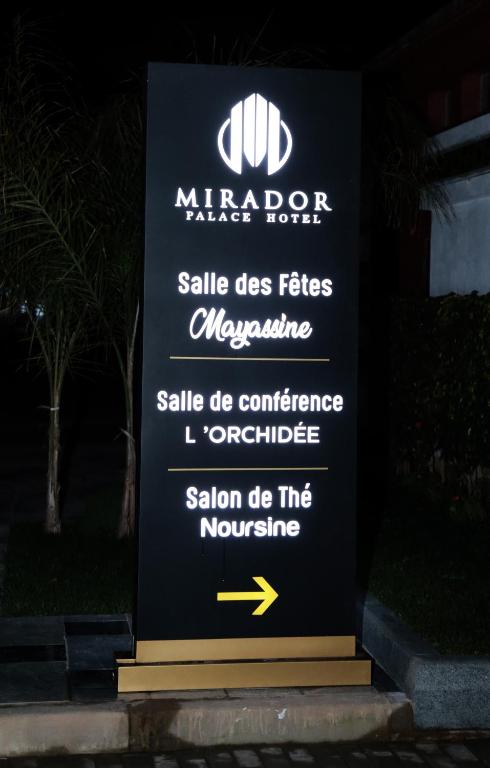 MIRADOR
PALACE HOTEL
Salle des Fêtes
Mayassine
Salle de conférence
L 'ORCHIDÉE
Salon de Thé
Noursine